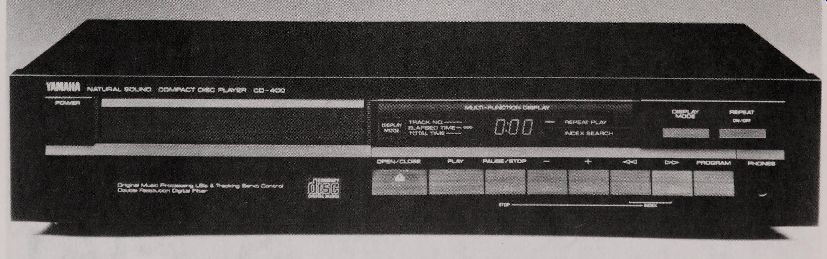 YAMAHA NATURAL SOUND COMPACT DISC PLAYER CD-400
POWER
MULTI-FUNCTION DISPLAY
DISPLAY MODE
TRACK NO.
ELAPSED TIME
TOTAL TIME
0:00
REPEAT PLAY
INDEX SEARCH
DISPLAY MODE
REPEAT
ON/OFF
OPEN/CLOSE PLAY PAUSE/STOP − + ◁◁ ▷▷ PROGRAM PHONES
Original Music Processing LSIs & Tracking Servo Control
Double Resolution Digital Filter
COMPACT
disc
DIGITAL AUDIO
STOP
INDEX